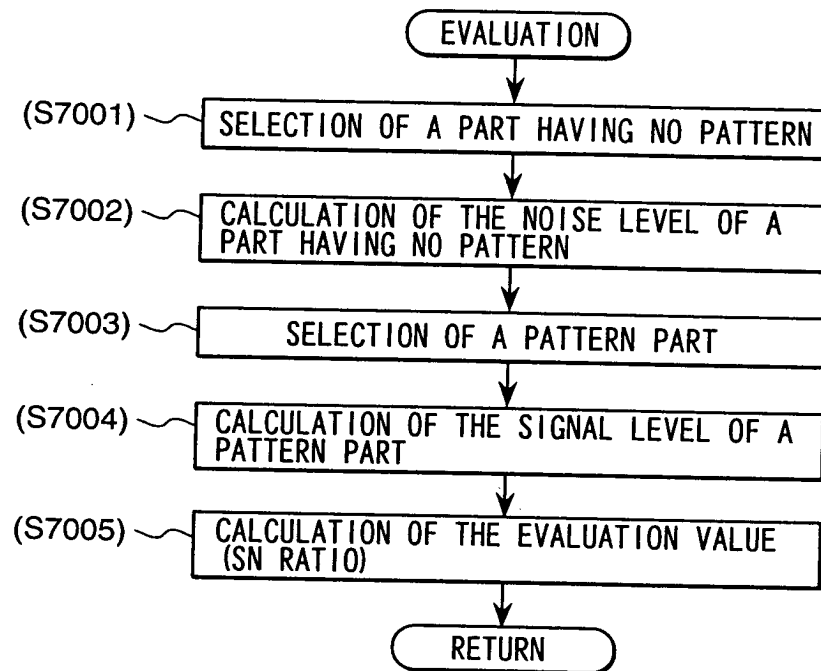 EVALUATION
(S7001)
SELECTION OF A PART HAVING NO PATTERN
(S7002)
CALCULATION OF THE NOISE LEVEL OF A
PART HAVING NO PATTERN
(S7003)
SELECTION OF A PATTERN PART
(S7004)
CALCULATION OF THE SIGNAL LEVEL OF A
PATTERN PART
(S7005)
CALCULATION OF THE EVALUATION VALUE
(SN RATIO)
RETURN